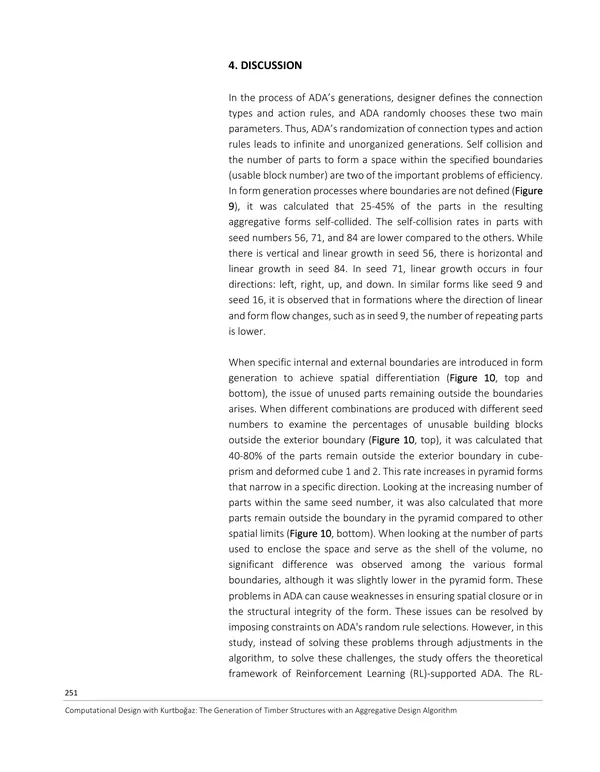 4. DISCUSSION
In the process of ADA's generations, designer defines the connection
types and action rules, and ADA randomly chooses these two main
parameters. Thus, ADA's randomization of connection types and action
rules leads to infinite and unorganized generations. Self collision and
the number of parts to form a space within the specified boundaries
(usable block number) are two of the important problems of efficiency.
In form generation processes where boundaries are not defined (Figure
9), it was calculated that 25-45% of the parts in the resulting
aggregative forms self-collided. The self-collision rates in parts with
seed numbers 56, 71, and 84 are lower compared to the others. While
there is vertical and linear growth in seed 56, there is horizontal and
linear growth in seed 84. In seed 71, linear growth occurs in four
directions: left, right, up, and down. In similar forms like seed 9 and
seed 16, it is observed that in formations where the direction of linear
and form flow changes, such as in seed 9, the number of repeating parts
is lower.
When specific internal and external boundaries are introduced in form
generation to achieve spatial differentiation (Figure 10, top and
bottom), the issue of unused parts remaining outside the boundaries
arises. When different combinations are produced with different seed
numbers to examine the percentages of unusable building blocks
outside the exterior boundary (Figure 10, top), it was calculated that
40-80% of the parts remain outside the exterior boundary in cube-
prism and deformed cube 1 and 2. This rate increases in pyramid forms
that narrow in a specific direction. Looking at the increasing number of
parts within the same seed number, it was also calculated that more
parts remain outside the boundary in the pyramid compared to other
spatial limits (Figure 10, bottom). When looking at the number of parts
used to enclose the space and serve as the shell of the volume, no
significant difference was observed among the various formal
boundaries, although it was slightly lower in the pyramid form. These
problems in ADA can cause weaknesses in ensuring spatial closure or in
the structural integrity of the form. These issues can be resolved by
imposing constraints on ADA's random rule selections. However, in this
study, instead of solving these problems through adjustments in the
algorithm, to solve these challenges, the study offers the theoretical
framework of Reinforcement Learning (RL)-supported ADA. The RL-
251
Computational Design with Kurtboğaz: The Generation of Timber Structures with an Aggregative Design Algorithm